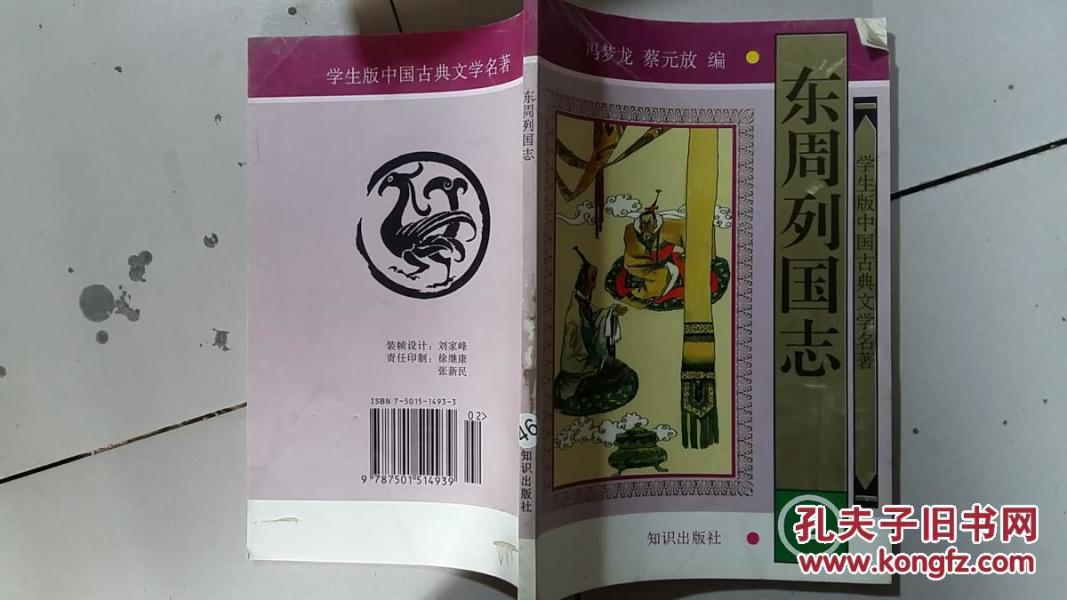 学生版中国古典文学名著
装帧设计：刘家峰
责任印制：徐继康
张新民
ISBN 7-5015-1493-3
02>
9 787501 514939
东周列国志
46
知识出版社
冯梦龙 蔡元放 编
东周列国志
学生版中国古典文学名著
知识出版社
孔夫子旧书网
www.kongfz.com